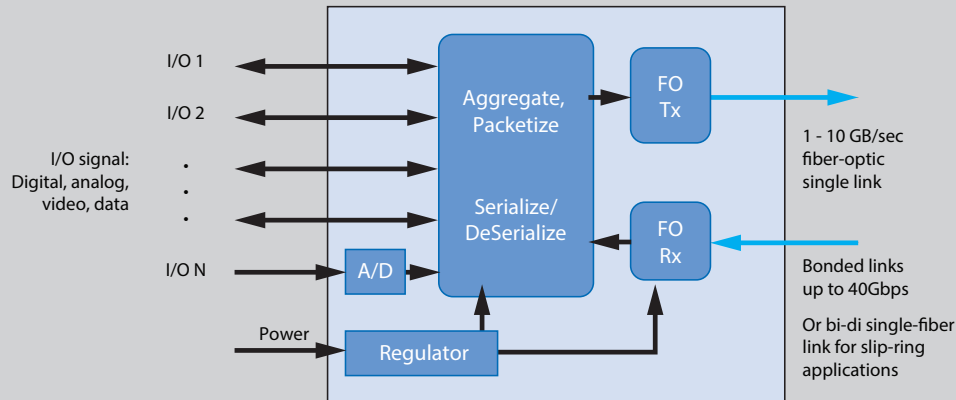 I/O 1
I/O 2
I/O signal:
Digital, analog,
video, data
.
.
.
I/O N
Power
A/D
Regulator
Aggregate,
Packetize
Serialize/
DeSerialize
FO
Tx
FO
Rx
1 - 10 GB/sec
fiber-optic
single link
Bonded links
up to 40Gbps
Or bi-di single-fiber
link for slip-ring
applications